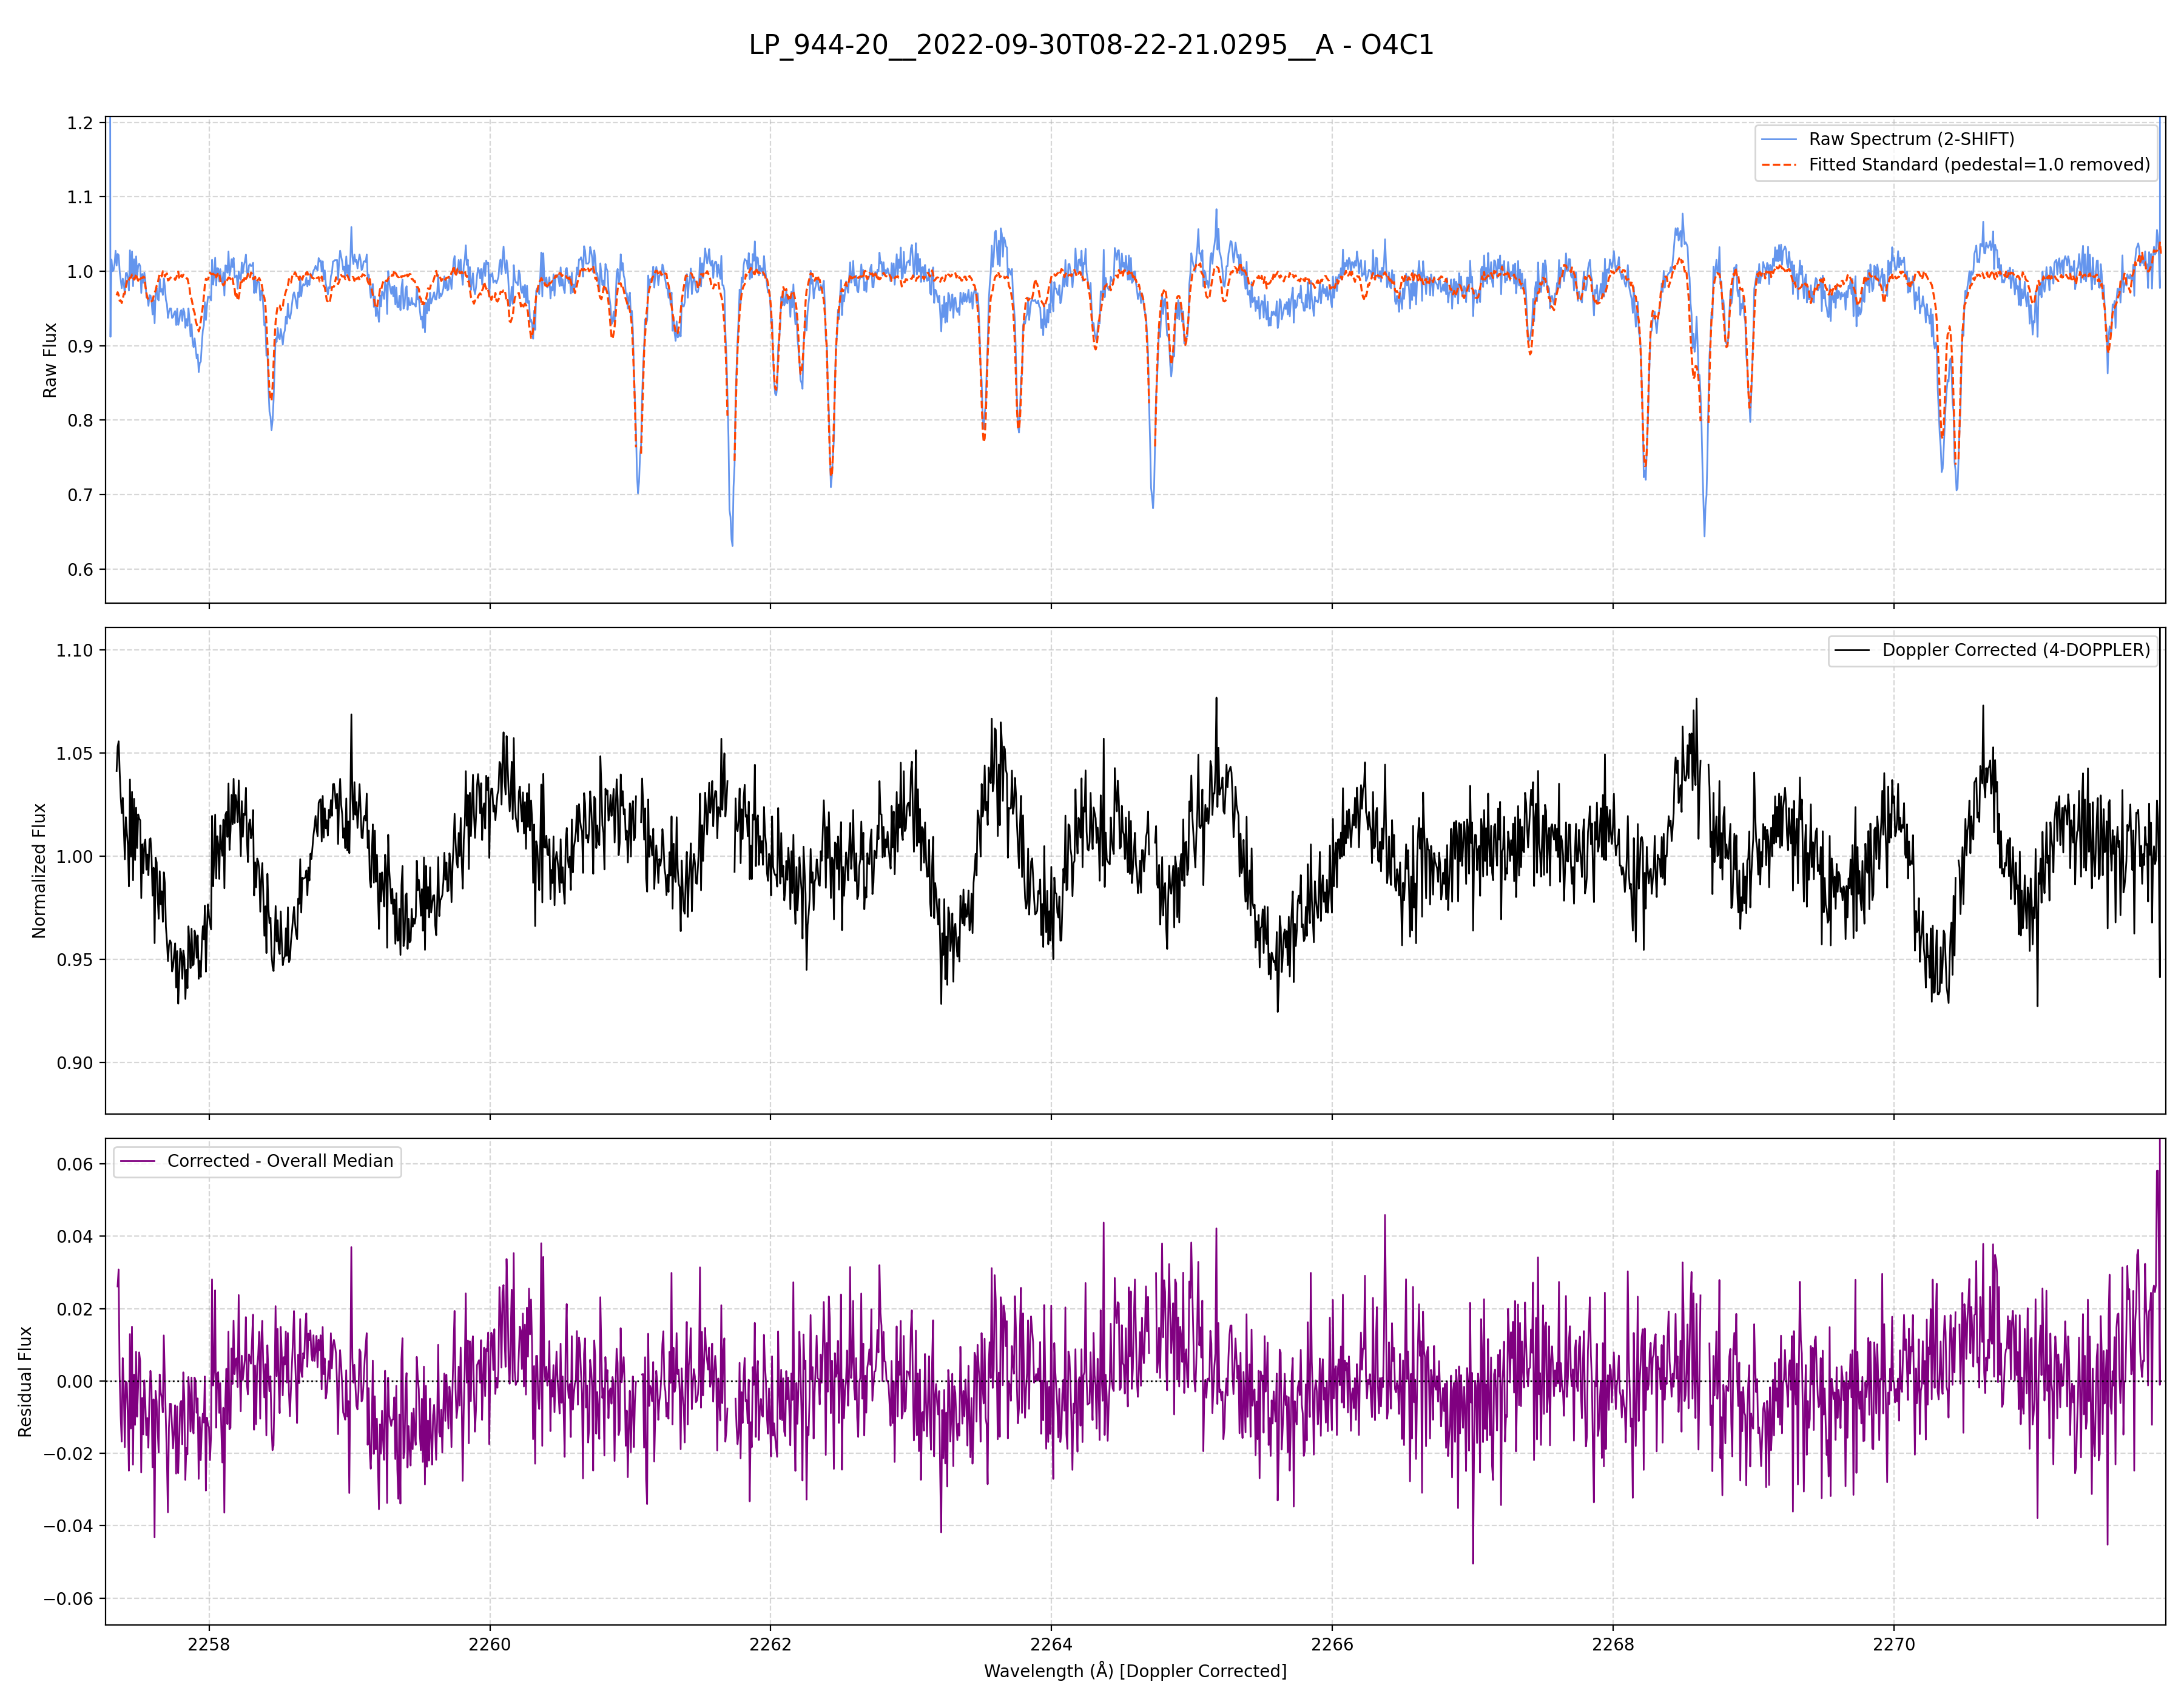 LP_944-20__2022-09-30T08-22-21.0295__A - O4C1
1.2
1.1
1.0
0.9
0.8
0.7
0.6
Raw Flux
Raw Spectrum (2-SHIFT)
Fitted Standard (pedestal=1.0 removed)
1.10
1.05
1.00
0.95
0.90
Normalized Flux
Doppler Corrected (4-DOPPLER)
0.06
0.04
0.02
0.00
−0.02
−0.04
−0.06
Residual Flux
Corrected - Overall Median
2258 2260 2262 2264 2266 2268 2270
Wavelength (Å) [Doppler Corrected]